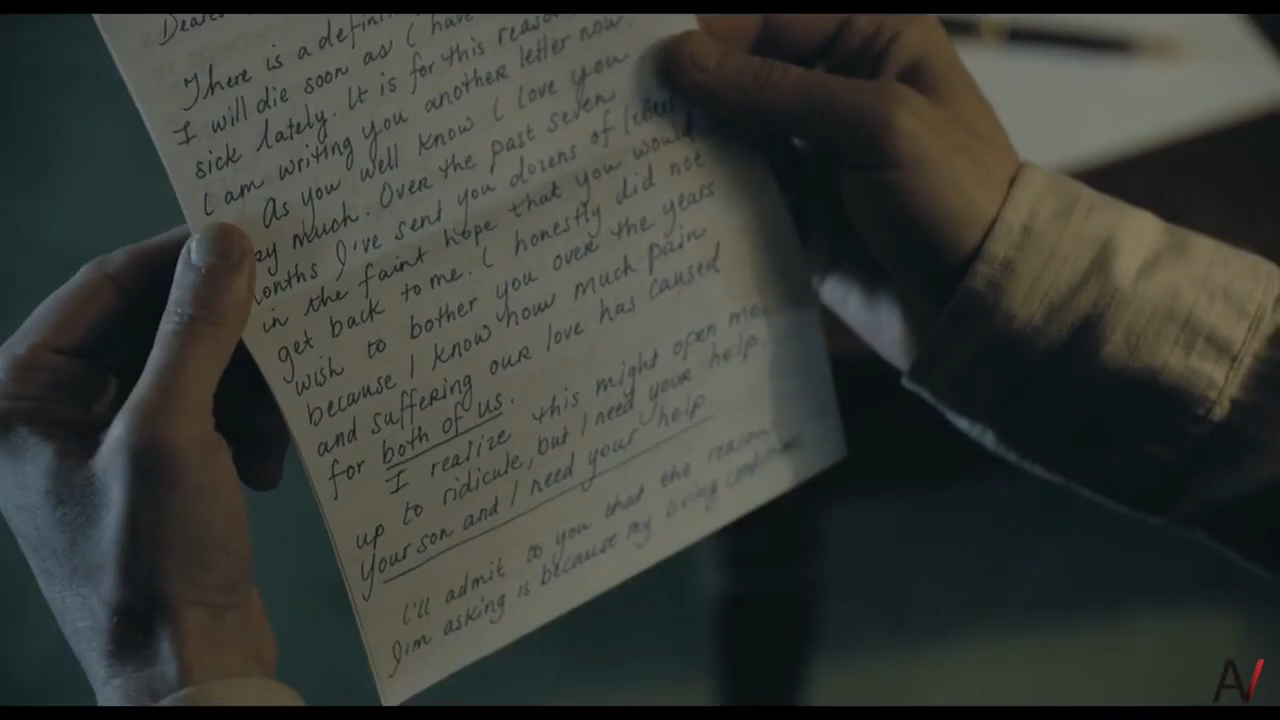 There is a
I will die soon as I have
sick lately. It is for this
I am writing you another letter now.
As you well know I love you
much. Over the past seven
I've sent you dozens of letters
in the faint hope that you would
get back to me. I honestly did not
wish to bother you over the years
because I know how much pain
and suffering our love has caused
for both of us.
I realize this might open me
up to ridicule, but I need your help.
Your son and I need your help
I'll admit to you that the reason
I'm asking is because my living
AV